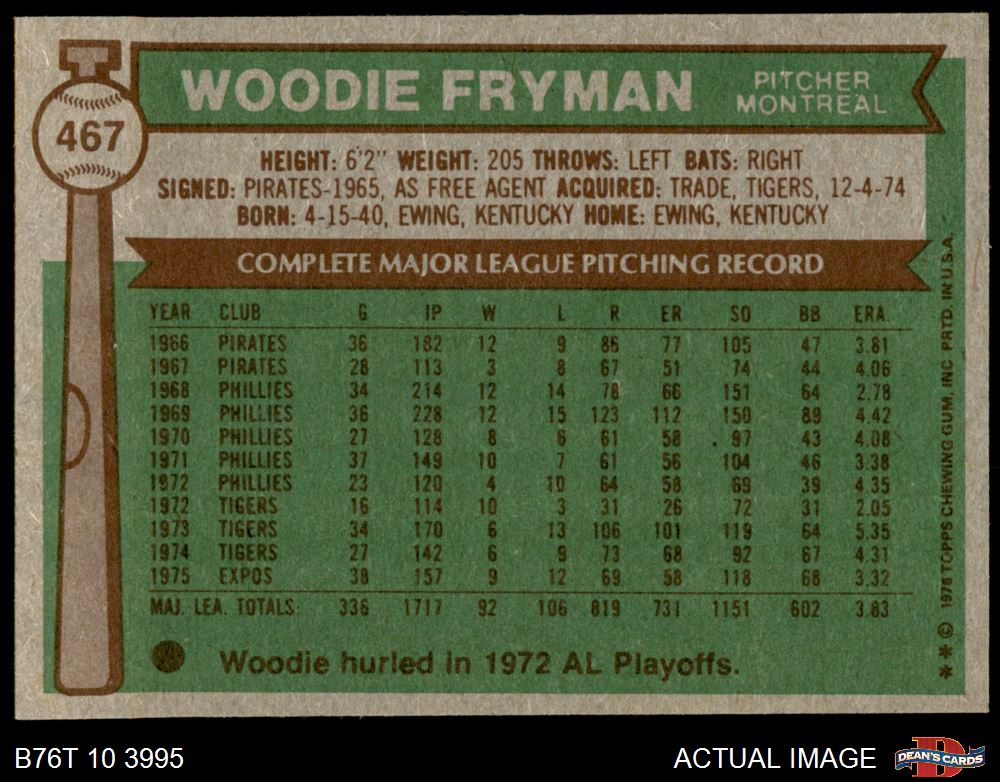 WOODIE FRYMAN
PITCHER
MONTREAL
467
HEIGHT: 6'2" WEIGHT: 205 THROWS: LEFT BATS: RIGHT
SIGNED: PIRATES-1965, AS FREE AGENT ACQUIRED: TRADE, TIGERS, 12-4-74
BORN: 4-15-40, EWING, KENTUCKY HOME: EWING, KENTUCKY
COMPLETE MAJOR LEAGUE PITCHING RECORD
YEAR CLUB G IP W L R ER SO BB ERA
1966 PIRATES 36 182 12 9 85 77 105 47 3.81
1967 PIRATES 28 113 3 8 67 51 74 44 4.06
1968 PHILLIES 34 214 12 14 78 66 151 64 2.78
1969 PHILLIES 36 228 12 15 123 112 150 89 4.42
1970 PHILLIES 27 128 8 6 61 58 97 43 4.08
1971 PHILLIES 37 149 10 7 61 56 104 46 3.38
1972 PHILLIES 23 120 4 10 64 58 69 39 4.35
1972 TIGERS 16 114 10 3 31 26 72 31 2.05
1973 TIGERS 34 170 6 13 106 101 119 64 5.35
1974 TIGERS 27 142 6 9 73 68 92 67 4.31
1975 EXPOS 38 157 9 12 69 58 118 68 3.32
MAJ. LEA. TOTALS: 336 1717 92 106 819 731 1151 602 3.83
Woodie hurled in 1972 AL Playoffs.
** © 1976 TOPPS CHEWING GUM, INC PRTD. IN U.S.A.
B76T 10 3995
ACTUAL IMAGE
D
DEAN'S CARDS